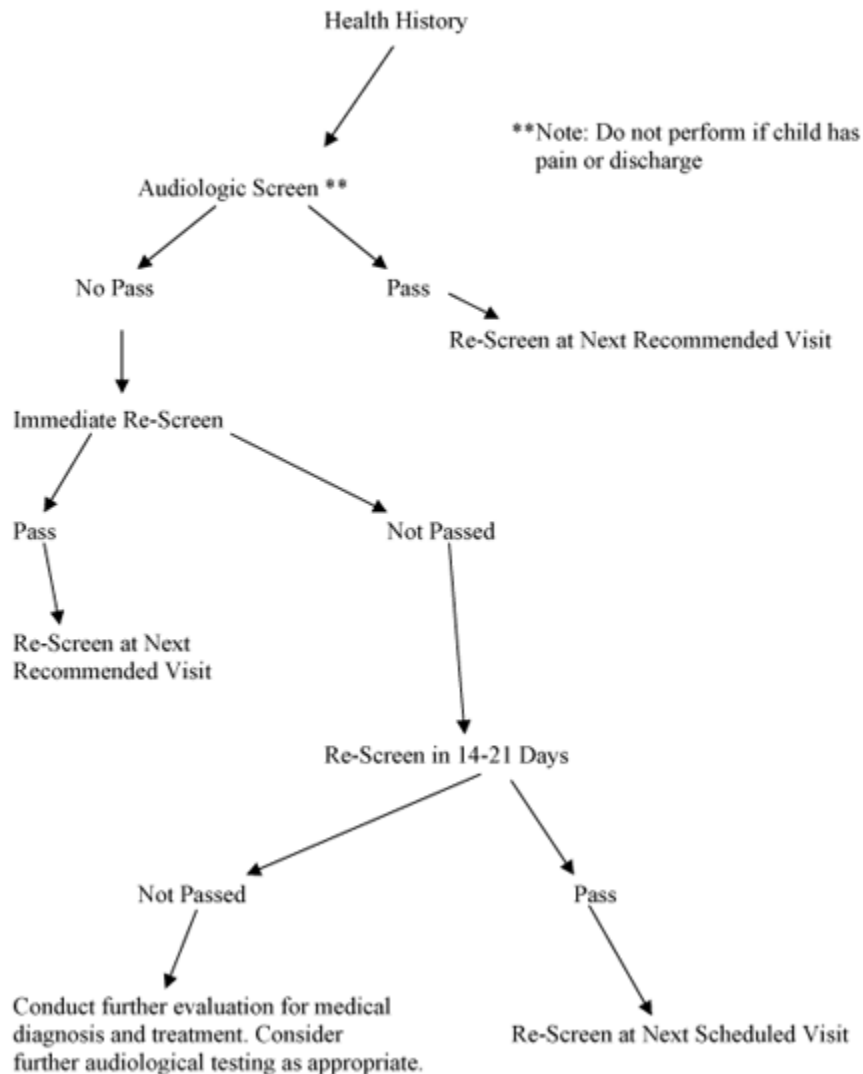 Health History
**Note: Do not perform if child has
pain or discharge
Audiologic Screen **
No Pass
Pass
Re-Screen at Next Recommended Visit
Immediate Re-Screen
Pass
Not Passed
Re-Screen at Next
Recommended Visit
Re-Screen in 14-21 Days
Not Passed
Pass
Conduct further evaluation for medical
diagnosis and treatment. Consider
further audiological testing as appropriate.
Re-Screen at Next Scheduled Visit